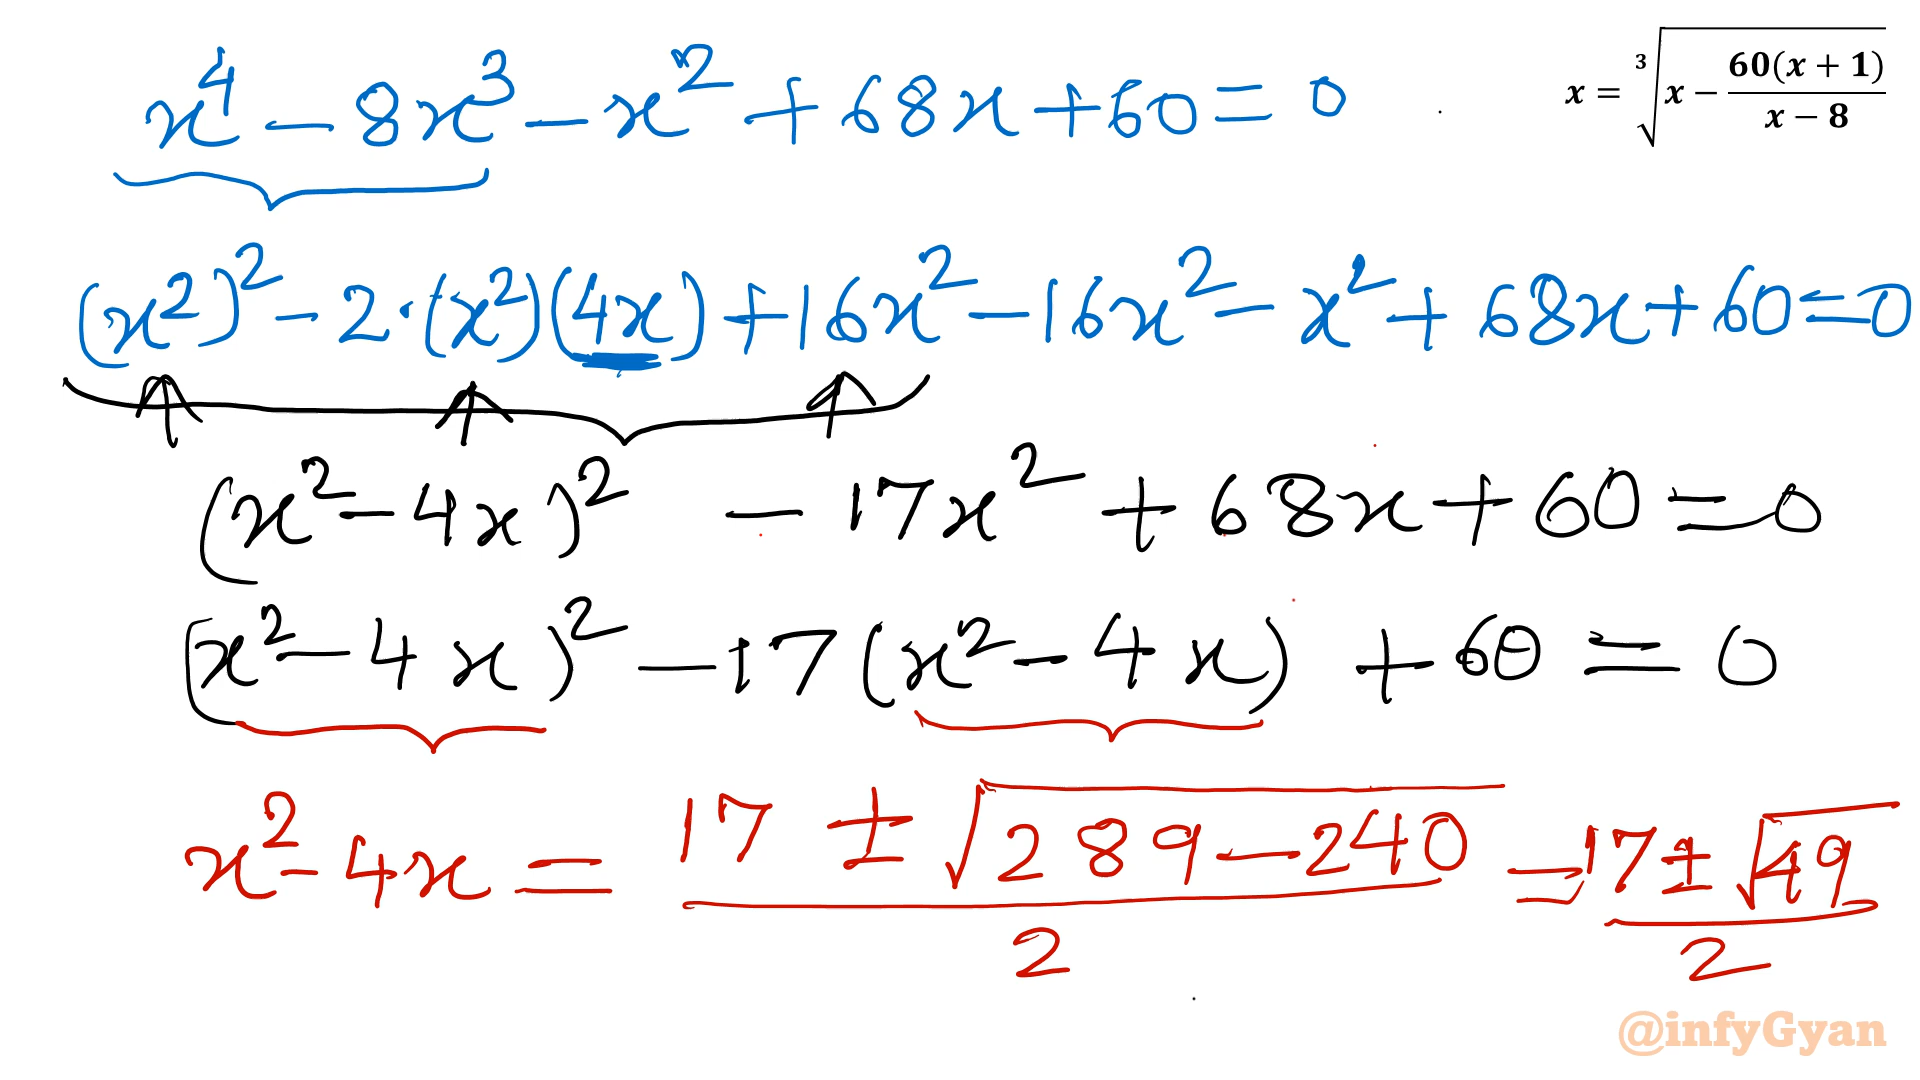 x⁴ − 8x³ − x² + 68x + 60 = 0
x = ∛(x − 60(x + 1)/(x − 8))
(x²)² − 2·(x²)(4x) + 16x² − 16x² − x² + 68x + 60 = 0
(x² − 4x)² − 17x² + 68x + 60 = 0
(x² − 4x)² − 17(x² − 4x) + 60 = 0
x² − 4x = (17 ± √(289 − 240))/2 = (17 ± √49)/2
@infyGyan